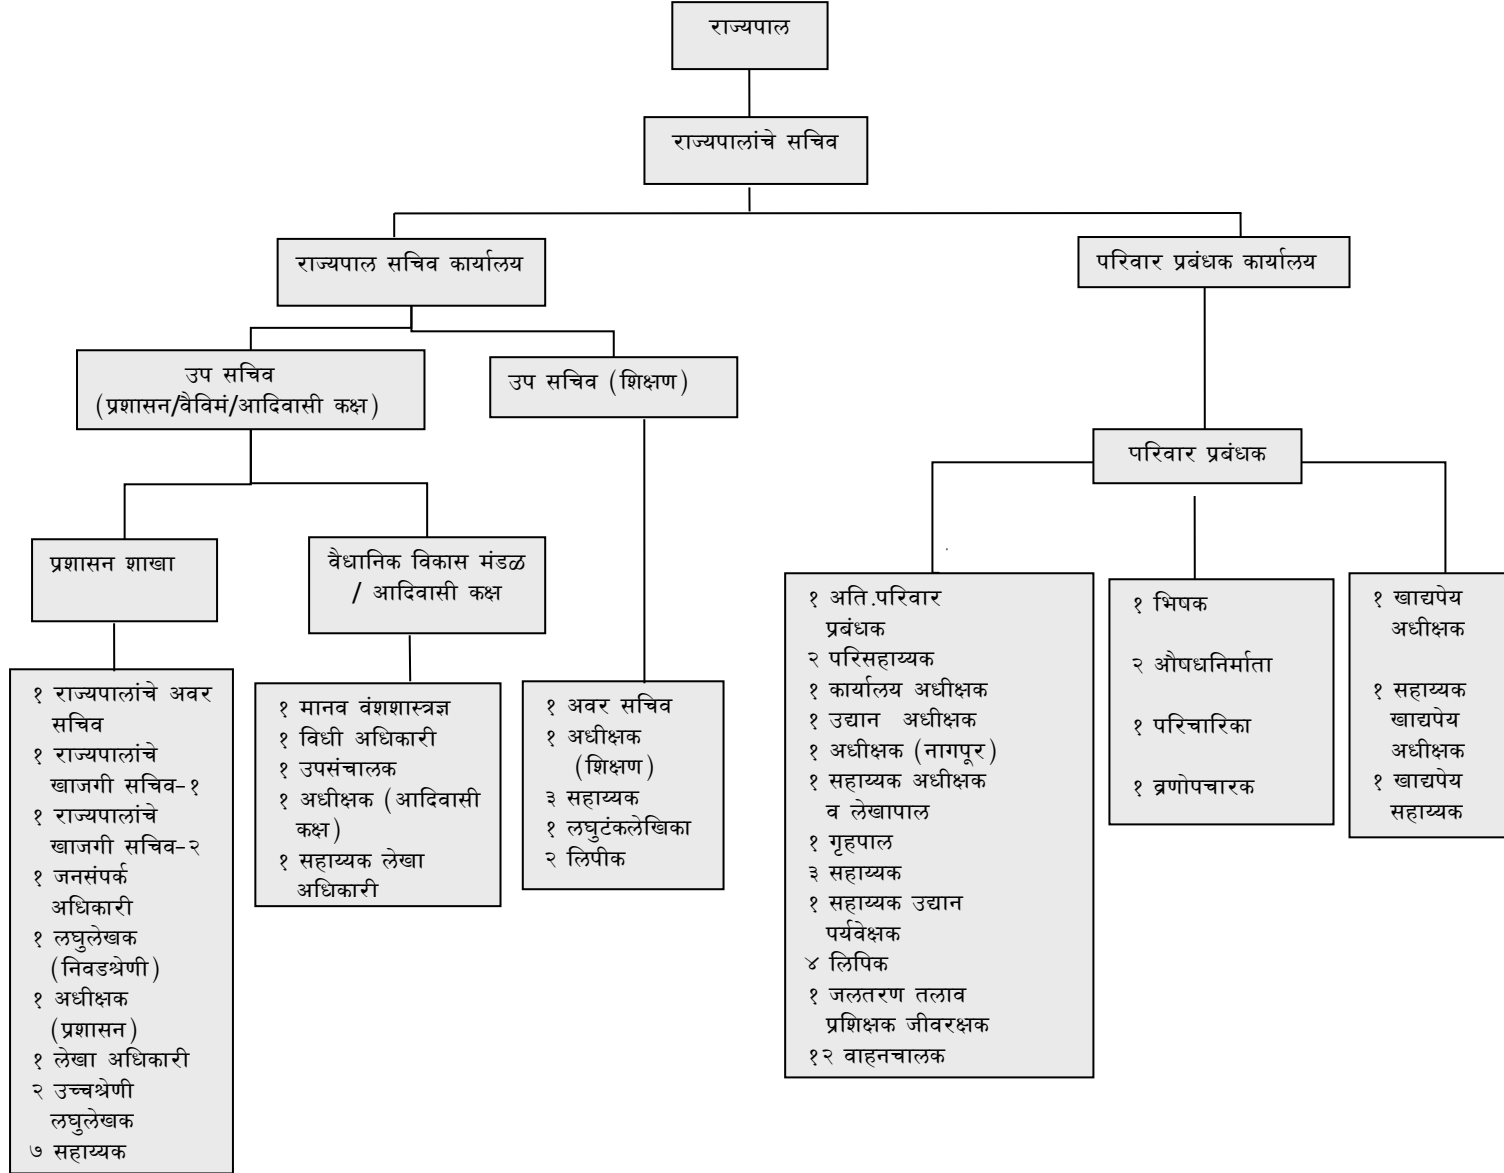 राज्यपाल
राज्यपालांचे सचिव
राज्यपाल सचिव कार्यालय
परिवार प्रबंधक कार्यालय
उप सचिव
(प्रशासन/वैविमं/आदिवासी कक्ष)
उप सचिव (शिक्षण)
परिवार प्रबंधक
प्रशासन शाखा
वैधानिक विकास मंडळ
/ आदिवासी कक्ष
१ राज्यपालांचे अवर
सचिव
१ राज्यपालांचे
खाजगी सचिव-१
१ राज्यपालांचे
खाजगी सचिव-२
१ जनसंपर्क
अधिकारी
१ लघुलेखक
(निवडश्रेणी)
१ अधीक्षक
(प्रशासन)
१ लेखा अधिकारी
२ उच्चश्रेणी
लघुलेखक
७ सहाय्यक
१ मानव वंशशास्त्रज्ञ
१ विधी अधिकारी
१ उपसंचालक
१ अधीक्षक (आदिवासी
कक्ष)
१ सहाय्यक लेखा
अधिकारी
१ अवर सचिव
१ अधीक्षक
(शिक्षण)
३ सहाय्यक
१ लघुटंकलेखिका
२ लिपीक
१ अति.परिवार
प्रबंधक
२ परिसहाय्यक
१ कार्यालय अधीक्षक
१ उद्यान अधीक्षक
१ अधीक्षक (नागपूर)
१ सहाय्यक अधीक्षक
व लेखापाल
१ गृहपाल
३ सहाय्यक
१ सहाय्यक उद्यान
पर्यवेक्षक
४ लिपिक
१ जलतरण तलाव
प्रशिक्षक जीवरक्षक
१२ वाहनचालक
१ भिषक
२ औषधनिर्माता
१ परिचारिका
१ व्रणोपचारक
१ खाद्यपेय
अधीक्षक
१ सहाय्यक
खाद्यपेय
अधीक्षक
१ खाद्यपेय
सहाय्यक